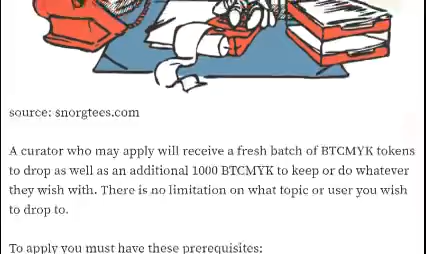 source: snorgtees.com
A curator who may apply will receive a fresh batch of BTCMYK tokens
to drop as well as an additional 1000 BTCMYK to keep or do whatever
they wish with. There is no limitation on what topic or user you wish
to drop to.
To apply you must have these prerequisites: